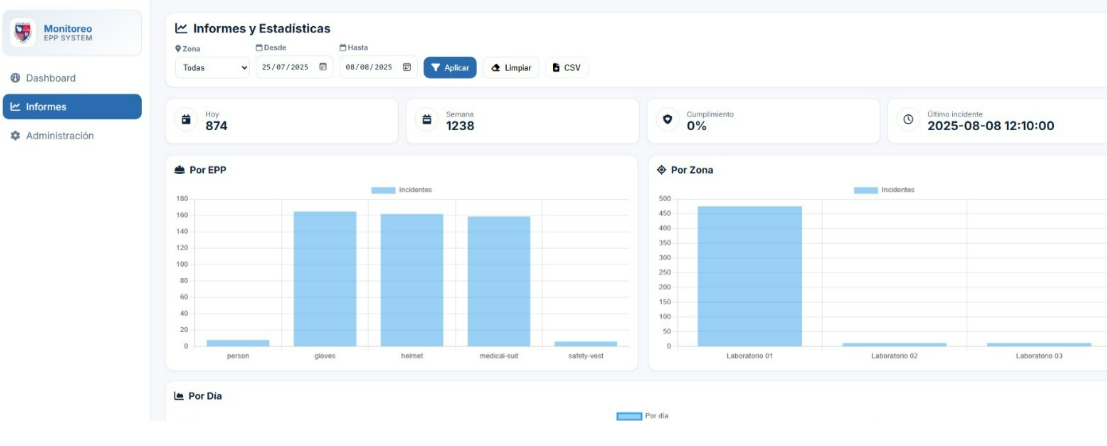 Monitoreo
EPP SYSTEM
Dashboard
Informes
Administración
Informes y Estadísticas
Zona
Desde
Hasta
Todas
25/07/2025
08/08/2025
Aplicar
Limpiar
CSV
Hoy
874
Semana
1238
Cumplimiento
0%
Último incidente
2025-08-08 12:10:00
Por EPP
Incidentes
180
160
140
120
100
80
60
40
20
0
person
gloves
helmet
medical-suit
safety-vest
Por Zona
Incidentes
500
450
400
350
300
250
200
150
100
50
0
Laboratorio 01
Laboratorio 02
Laboratorio 03
Por Día
Por día